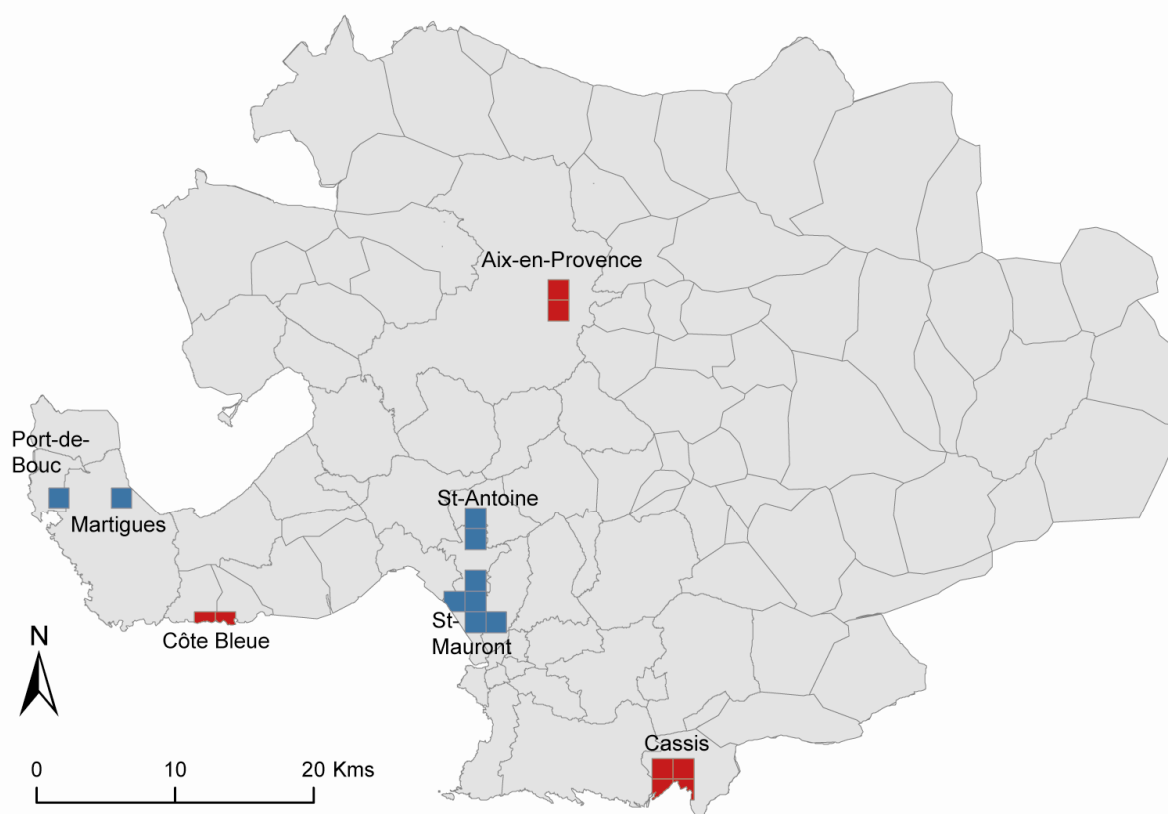 Aix-en-Provence
Port-de-
Bouc
Martigues
St-Antoine
St-
Mauront
Côte Bleue
N
Cassis
0 10 20 Kms